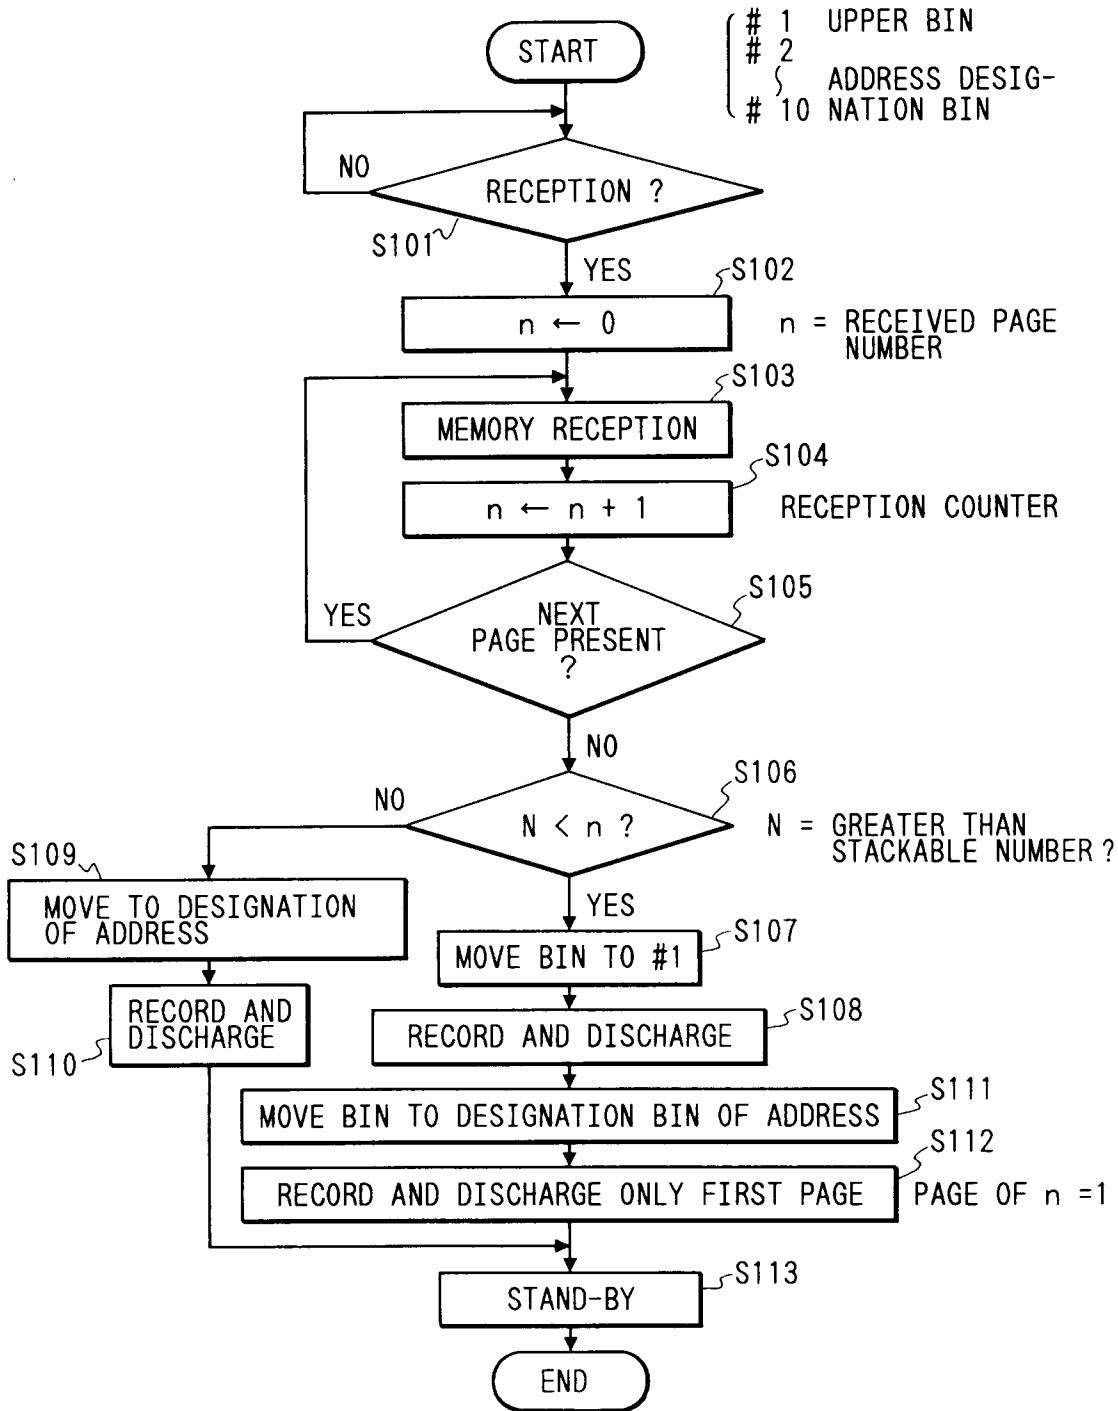 START
# 1 UPPER BIN
# 2
ADDRESS DESIG-
# 10 NATION BIN
NO
RECEPTION ?
S101
YES
S102
n ← 0
n = RECEIVED PAGE
NUMBER
S103
MEMORY RECEPTION
S104
n ← n + 1
RECEPTION COUNTER
S105
YES
NEXT
PAGE PRESENT
?
NO
S106
NO
N < n ?
N = GREATER THAN
STACKABLE NUMBER ?
S109
MOVE TO DESIGNATION
OF ADDRESS
YES
S107
MOVE BIN TO #1
RECORD AND
DISCHARGE
S110
S108
RECORD AND DISCHARGE
S111
MOVE BIN TO DESIGNATION BIN OF ADDRESS
S112
RECORD AND DISCHARGE ONLY FIRST PAGE
PAGE OF n =1
S113
STAND-BY
END